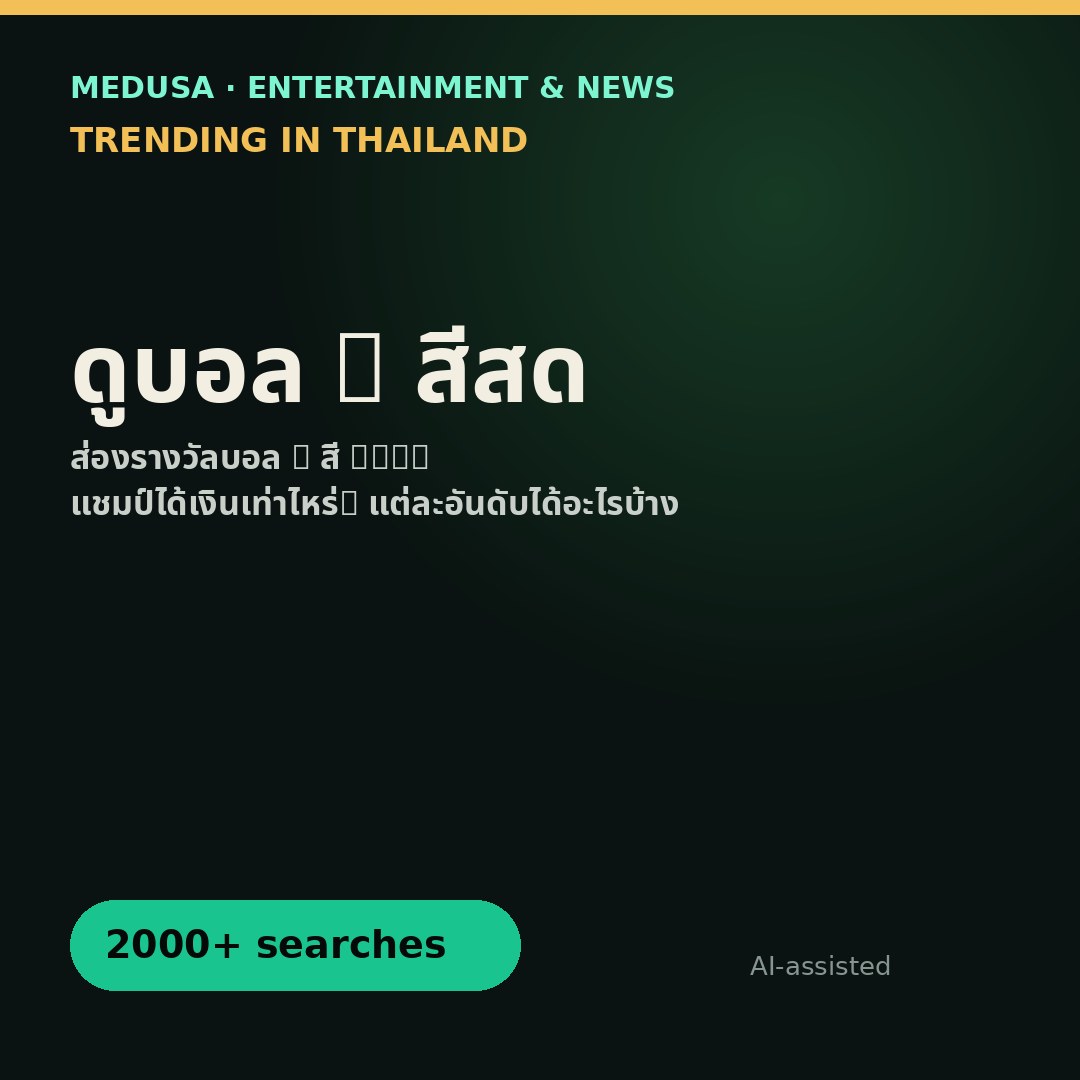 MEDUSA · ENTERTAINMENT & NEWS
TRENDING IN THAILAND
ดูบอล สีสด
ส่องรางวัลบอล สี
แชมป์ได้เงินเท่าไหร่ แต่ละอันดับได้อะไรบ้าง
2000+ searches
AI-assisted